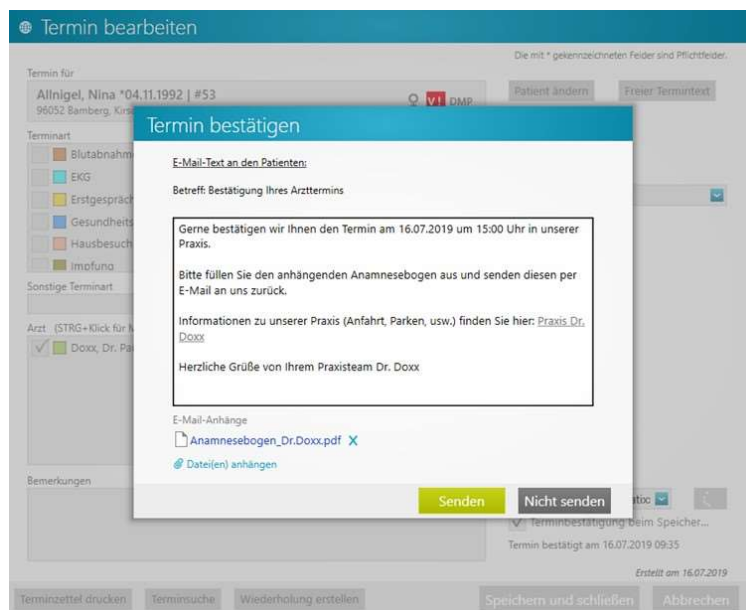 Termin bearbeiten
Die mit * gekennzeichneten Felder sind Pflichtfelder.
Termin für
Allnigel, Nina *04.11.1992 | #53
96052 Bamberg,
V! DMP
Patient ändern
Freier Termintext
Terminart
Blutabnahm
EKG
Erstgespräch
Gesundheits
Hausbesuch
Impfung
Sonstige Terminart
Arzt (STRG+Klick für M
Doxx, Dr. Pa
Bemerkungen
Termin bestätigen
E-Mail-Text an den Patienten:
Betreff: Bestätigung Ihres Arzttermins
Gerne bestätigen wir Ihnen den Termin am 16.07.2019 um 15:00 Uhr in unserer
Praxis.
Bitte füllen Sie den anhängenden Anamnesebogen aus und senden diesen per
E-Mail an uns zurück.
Informationen zu unserer Praxis (Anfahrt, Parken, usw.) finden Sie hier: Praxis Dr.
Doxx
Herzliche Grüße von Ihrem Praxisteam Dr. Doxx
E-Mail-Anhänge
Anamnesebogen_Dr.Doxx.pdf X
Datei(en) anhängen
Senden
Nicht senden
Terminbestätigung beim Speicher...
Termin bestätigt am 16.07.2019 09:35
Erstellt am 16.07.2019
Terminzettel drucken
Terminsuche
Wiederholung erstellen
Speichern und schließen
Abbrechen